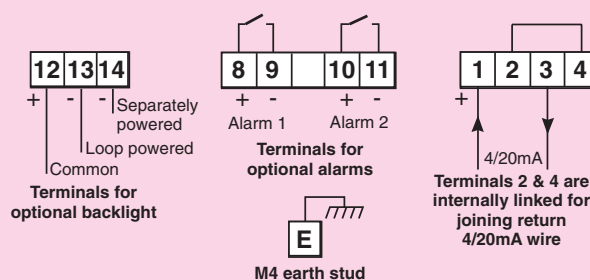 12 13 14
+ - -
Separately
powered
Loop powered
Common
Terminals for
optional backlight
8 9 10 11
+ - + -
Alarm 1 Alarm 2
Terminals for
optional alarms
E
M4 earth stud
1 2 3 4
+
4/20mA
Terminals 2 & 4 are
internally linked for
joining return
4/20mA wire